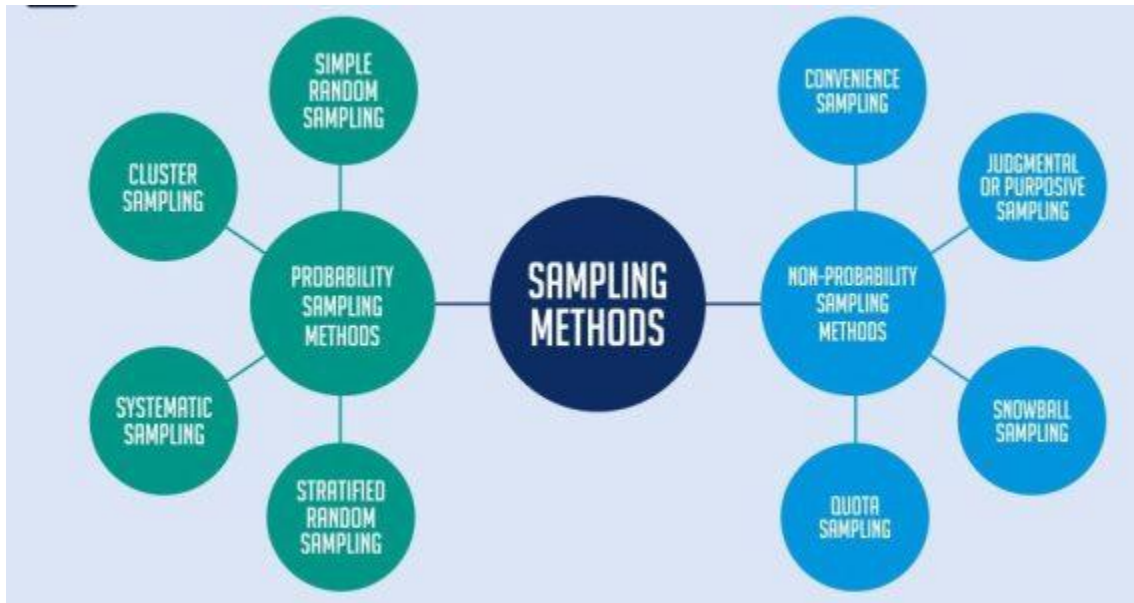 SIMPLE
RANDOM
SAMPLING
CLUSTER
SAMPLING
PROBABILITY
SAMPLING
METHODS
SYSTEMATIC
SAMPLING
STRATIFIED
RANDOM
SAMPLING
SAMPLING
METHODS
CONVENIENCE
SAMPLING
JUDGMENTAL
OR PURPOSIVE
SAMPLING
NON-PROBABILITY
SAMPLING
METHODS
SNOWBALL
SAMPLING
QUOTA
SAMPLING